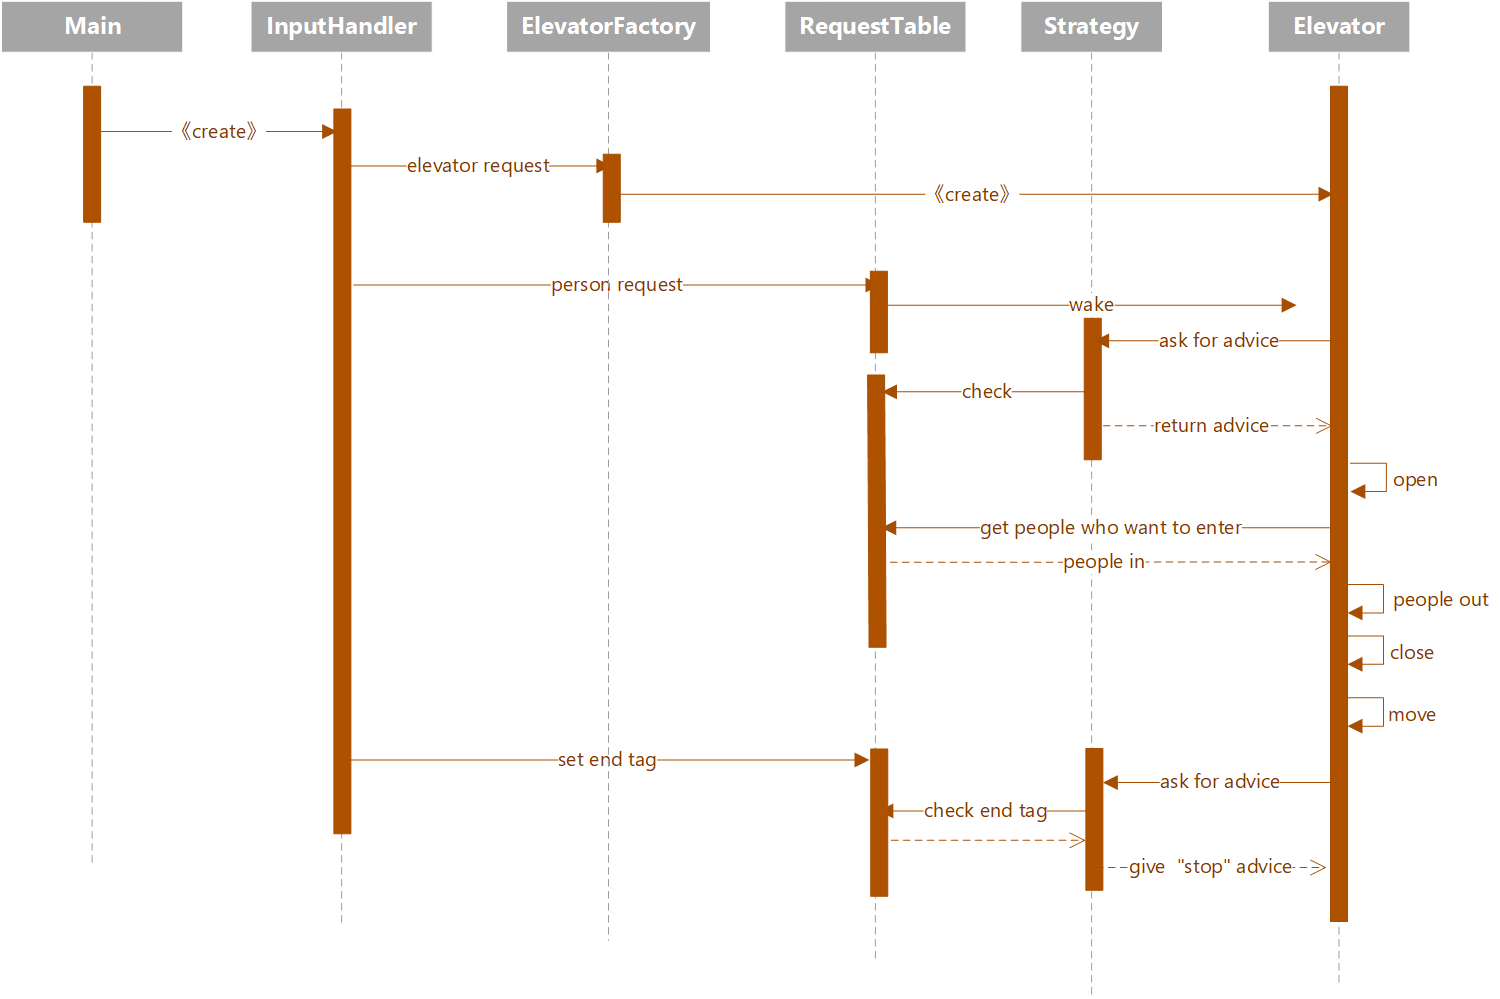 Main
InputHandler
ElevatorFactory
RequestTable
Strategy
Elevator
《create》
elevator request
《create》
person request
wake
ask for advice
check
return advice
open
get people who want to enter
people in
people out
close
move
set end tag
ask for advice
check end tag
give "stop" advice